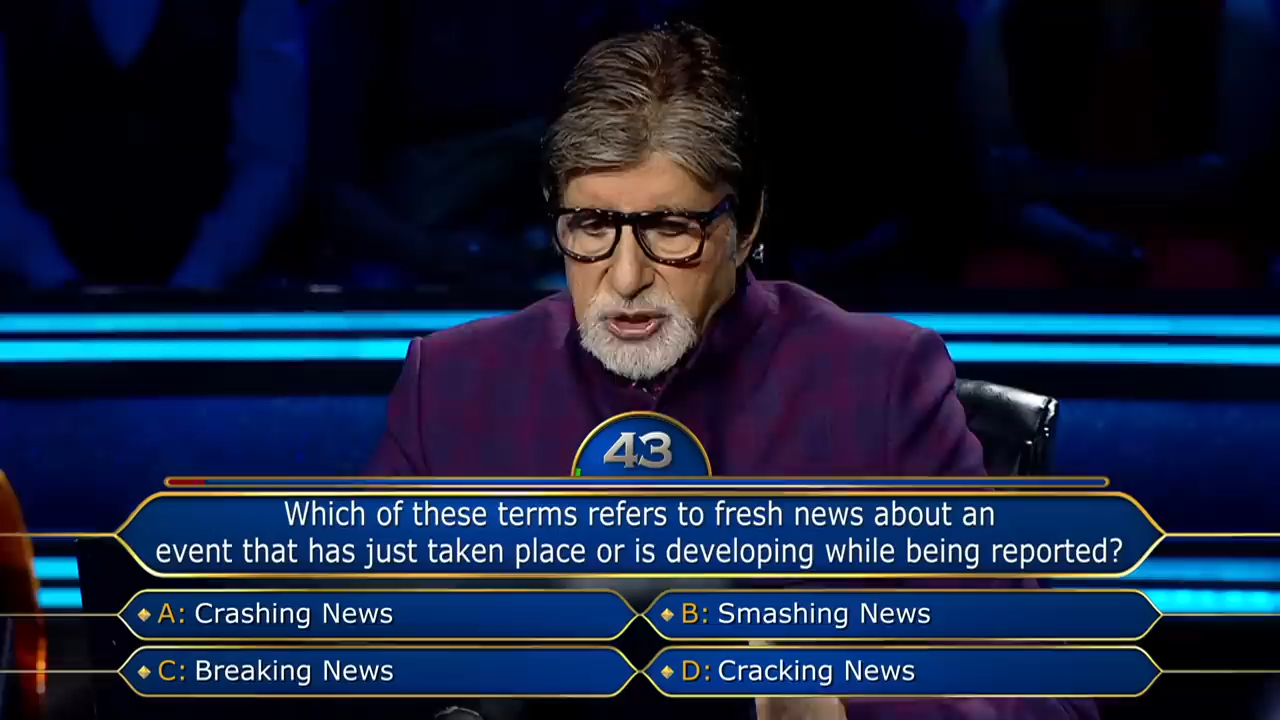 43
Which of these terms refers to fresh news about an
event that has just taken place or is developing while being reported?
A: Crashing News
B: Smashing News
C: Breaking News
D: Cracking News